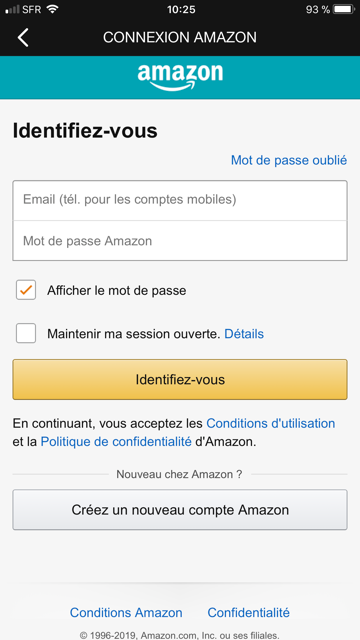 SFR 10:25 93 %
CONNEXION AMAZON
amazon
Identifiez-vous
Mot de passe oublié
Email (tél. pour les comptes mobiles)
Mot de passe Amazon
Afficher le mot de passe
Maintenir ma session ouverte. Détails
Identifiez-vous
En continuant, vous acceptez les Conditions d'utilisation
et la Politique de confidentialité d'Amazon.
Nouveau chez Amazon ?
Créez un nouveau compte Amazon
Conditions Amazon Confidentialité
© 1996-2019, Amazon.com, Inc. ou ses filiales.